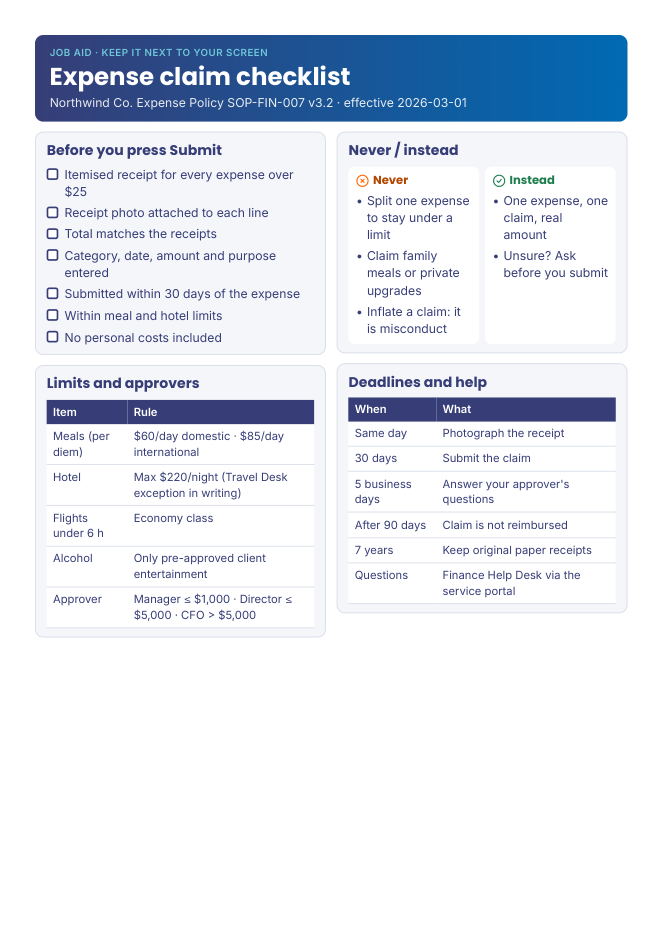 JOB AID · KEEP IT NEXT TO YOUR SCREEN
Expense claim checklist
Northwind Co. Expense Policy SOP-FIN-007 v3.2 · effective 2026-03-01
Before you press Submit
Itemised receipt for every expense over
$25
Receipt photo attached to each line
Total matches the receipts
Category, date, amount and purpose
entered
Submitted within 30 days of the expense
Within meal and hotel limits
No personal costs included
Never / instead
Never
• Split one expense
to stay under a
limit
• Claim family
meals or private
upgrades
• Inflate a claim: it
is misconduct
Instead
• One expense, one
claim, real
amount
• Unsure? Ask
before you submit
Limits and approvers
Item Rule
Meals (per $60/day domestic · $85/day
diem) international
Hotel Max $220/night (Travel Desk
exception in writing)
Flights Economy class
under 6 h
Alcohol Only pre-approved client
entertainment
Approver Manager ≤ $1,000 · Director ≤
$5,000 · CFO > $5,000
Deadlines and help
When What
Same day Photograph the receipt
30 days Submit the claim
5 business Answer your approver's
days questions
After 90 days Claim is not reimbursed
7 years Keep original paper receipts
Questions Finance Help Desk via the
service portal